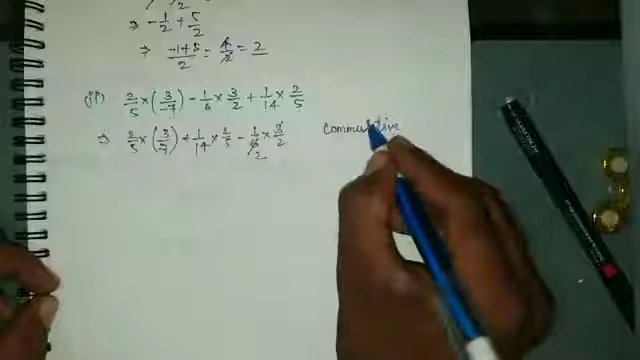 ⇒ -1/2 + 5/2
⇒ -1+5/2 = 4/2 = 2
(ii) 2/5 × (3/-7) - 1/6 × 3/2 + 1/14 × 2/5
⇒ 2/5 × (3/-7) + 1/14 × 2/5 - 1/6 × 3/2
2